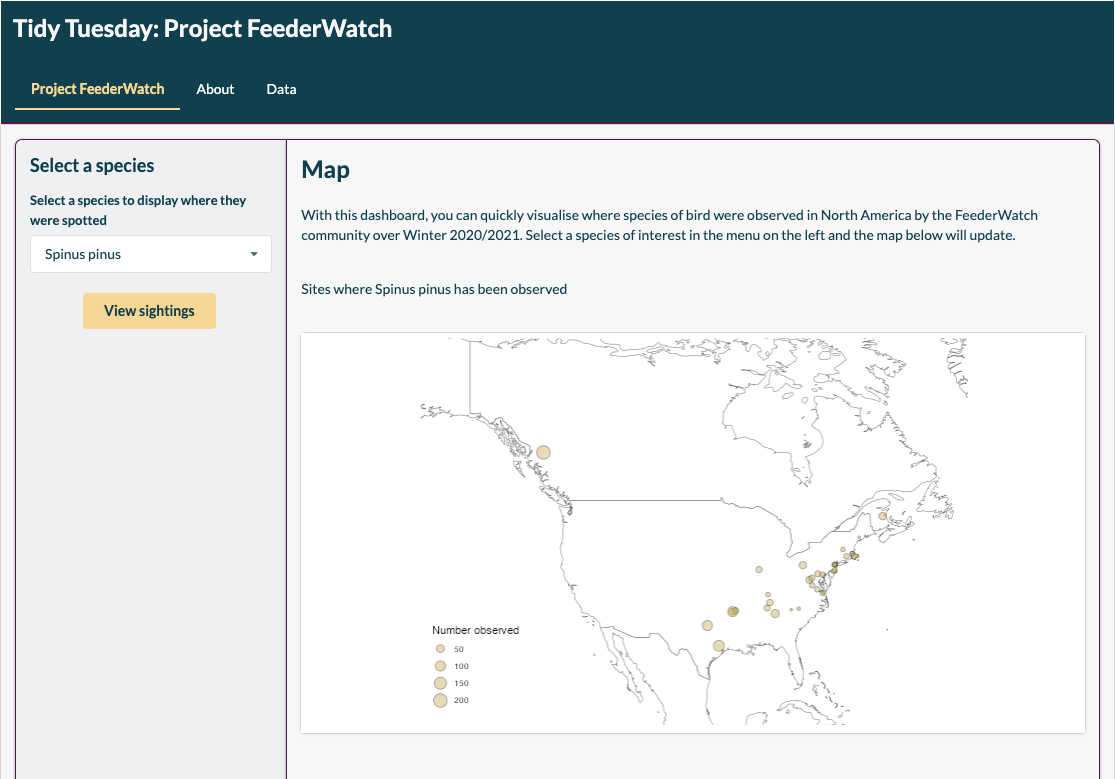 Tidy Tuesday: Project FeederWatch
Project FeederWatch
About
Data
Select a species
Select a species to display where they
were spotted
Spinus pinus
View sightings
Map
With this dashboard, you can quickly visualise where species of bird were observed in North America by the FeederWatch
community over Winter 2020/2021. Select a species of interest in the menu on the left and the map below will update.
Sites where Spinus pinus has been observed
Number observed
50
100
150
200